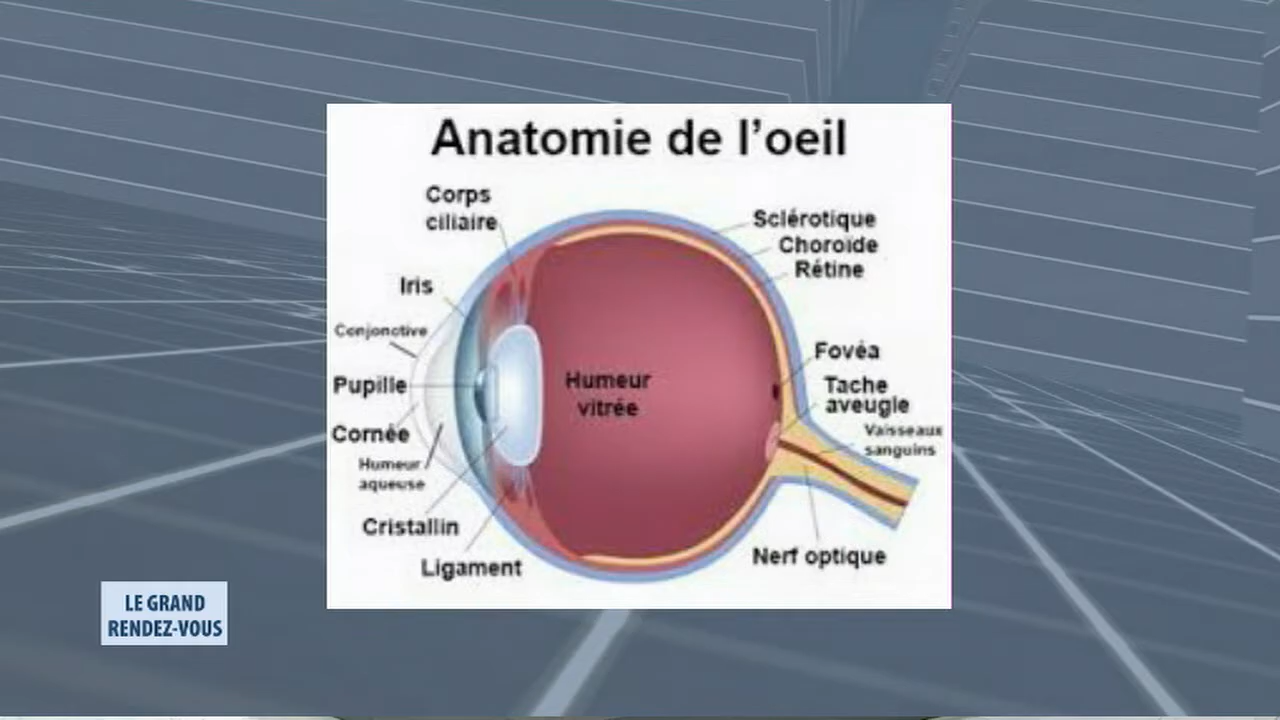 Anatomie de l'oeil
Corps
ciliaire
Iris
Conjonctive
Pupille
Cornée
Humeur
aqueuse
Cristallin
Ligament
Humeur
vitrée
Sclérotique
Choroïde
Rétine
Fovéa
Tache
aveugle
Vaisseaux
sanguins
Nerf optique
LE GRAND
RENDEZ-VOUS